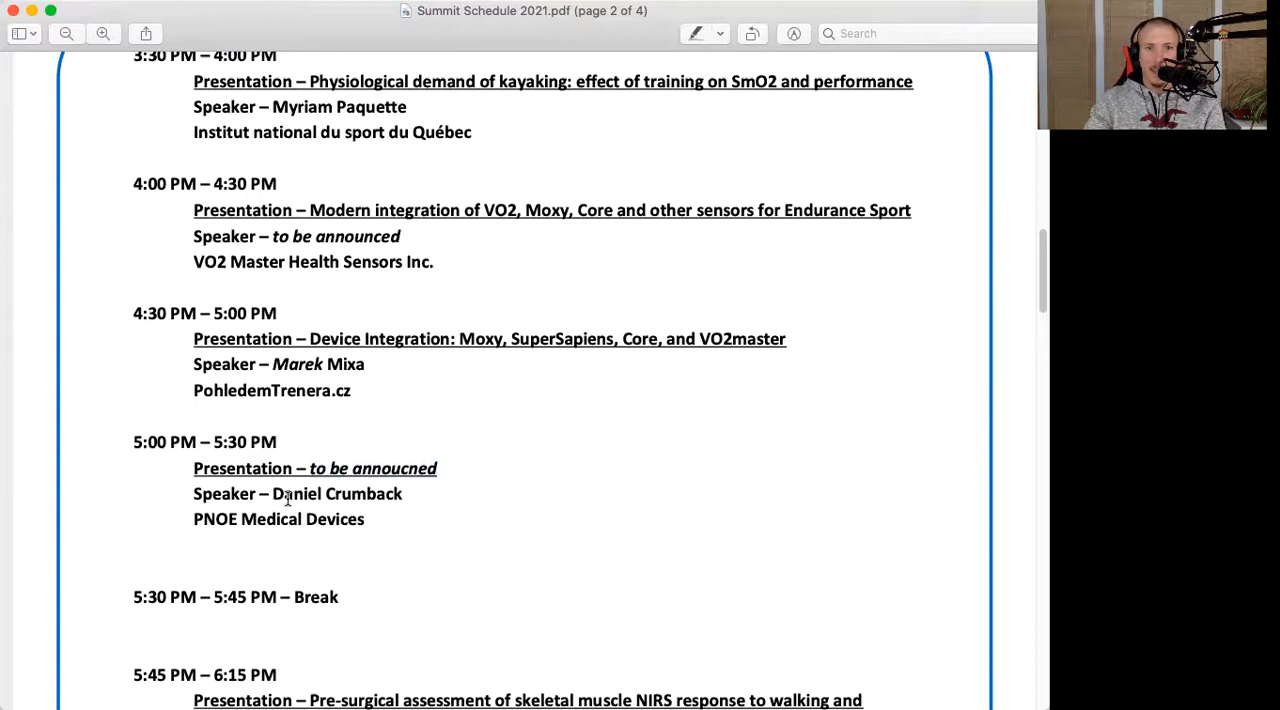 Summit Schedule 2021.pdf (page 2 of 4)
Search
3:30 PM – 4:00 PM
Presentation – Physiological demand of kayaking: effect of training on SmO2 and performance
Speaker – Myriam Paquette
Institut national du sport du Québec
4:00 PM – 4:30 PM
Presentation – Modern integration of VO2, Moxy, Core and other sensors for Endurance Sport
Speaker – to be announced
VO2 Master Health Sensors Inc.
4:30 PM – 5:00 PM
Presentation – Device Integration: Moxy, SuperSapiens, Core, and VO2master
Speaker – Marek Mixa
PohledemTrenera.cz
5:00 PM – 5:30 PM
Presentation – to be annoucned
Speaker – Daniel Crumback
PNOE Medical Devices
5:30 PM – 5:45 PM – Break
5:45 PM – 6:15 PM
Presentation – Pre-surgical assessment of skeletal muscle NIRS response to walking and